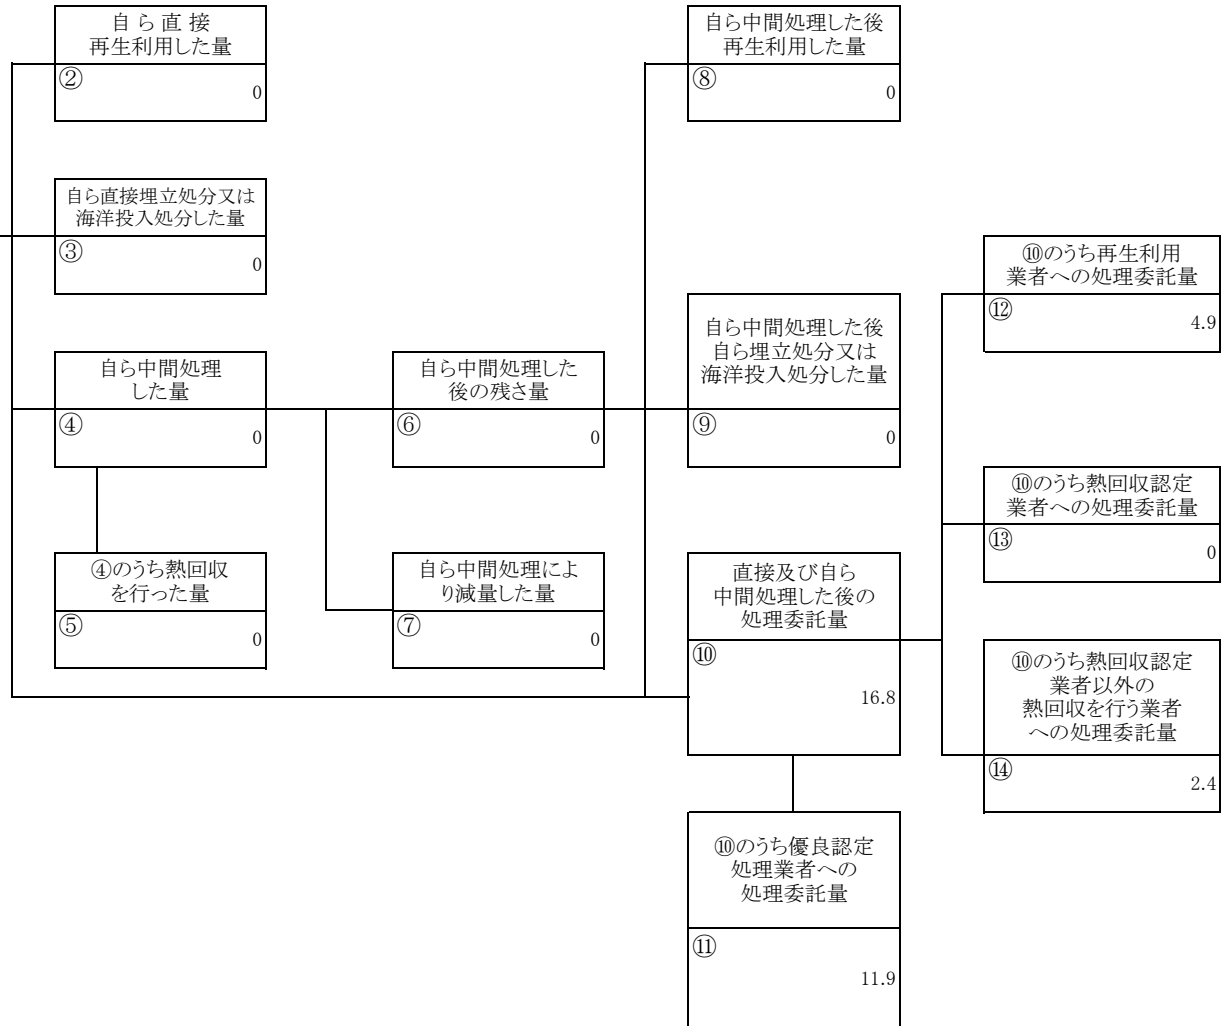 自 ら 直 接
再生利用した量
②
0
自ら直接埋立処分又は
海洋投入処分した量
③
0
自ら中間処理
した量
④
0
④のうち熱回収
を行った量
⑤
0
自ら中間処理した
後の残さ量
⑥
0
自ら中間処理によ
り減量した量
⑦
0
自ら中間処理した後
再生利用した量
⑧
0
自ら中間処理した後
自ら埋立処分又は
海洋投入処分した量
⑨
0
直接及び自ら
中間処理した後の
処理委託量
⑩
16.8
⑩のうち優良認定
処理業者への
処理委託量
⑪
11.9
⑩のうち再生利用
業者への処理委託量
⑫
4.9
⑩のうち熱回収認定
業者への処理委託量
⑬
0
⑩のうち熱回収認定
業者以外の
熱回収を行う業者
への処理委託量
⑭
2.4